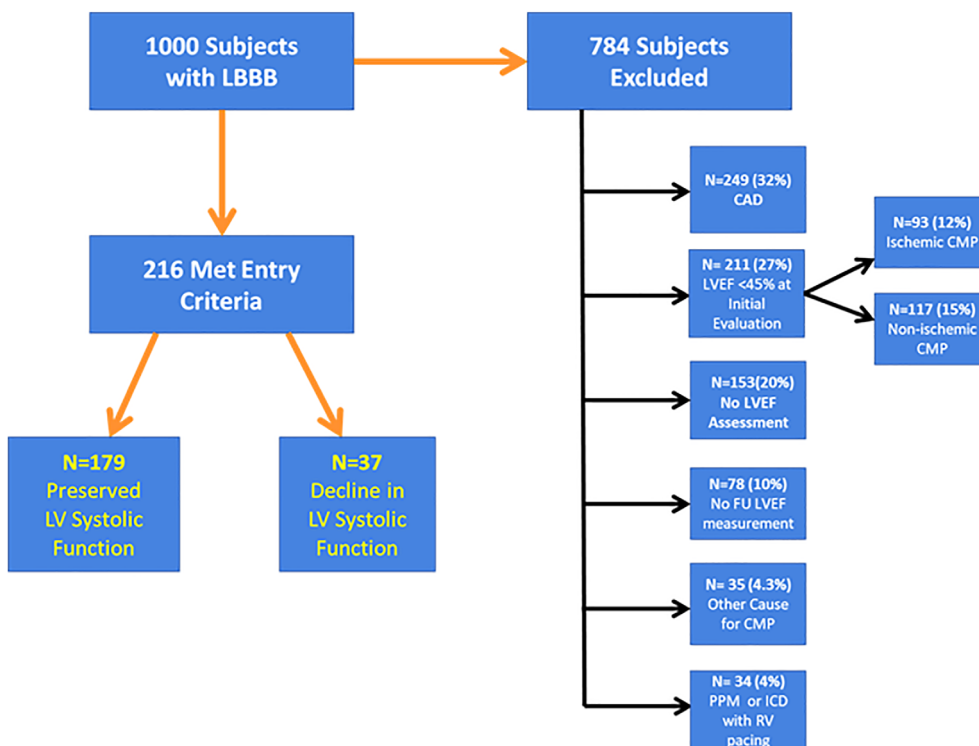 1000 Subjects
with LBBB
784 Subjects
Excluded
216 Met Entry
Criteria
N=179
Preserved
LV Systolic
Function
N=37
Decline in
LV Systolic
Function
N=249 (32%)
CAD
N= 211 (27%)
LVEF <45% at
Initial
Evaluation
N=93 (12%)
Ischemic CMP
N=117 (15%)
Non-ischemic
CMP
N=153(20%)
No LVEF
Assessment
N=78 (10%)
No FU LVEF
measurement
N= 35 (4.3%)
Other Cause
for CMP
N= 34 (4%)
PPM or ICD
with RV
pacing